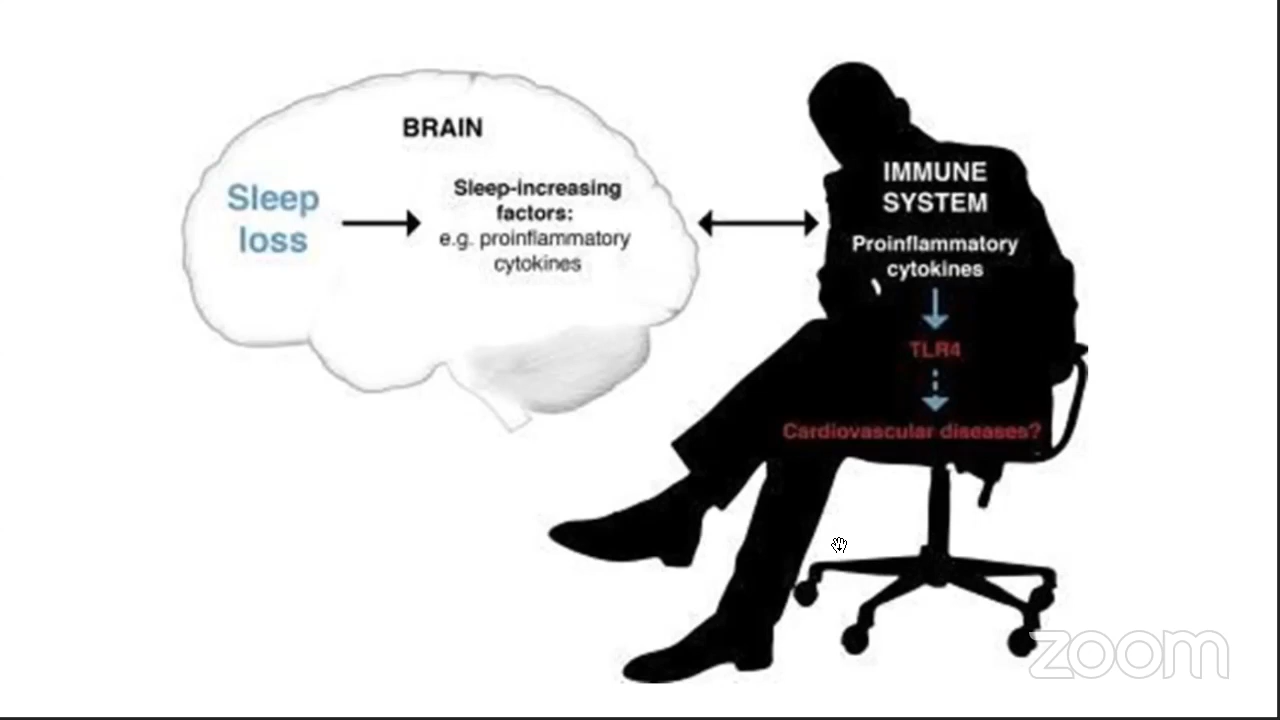 BRAIN
Sleep
loss
Sleep-increasing
factors:
e.g. proinflammatory
cytokines
IMMUNE
SYSTEM
Proinflammatory
cytokines
TLR4
Cardiovascular diseases?
zoom